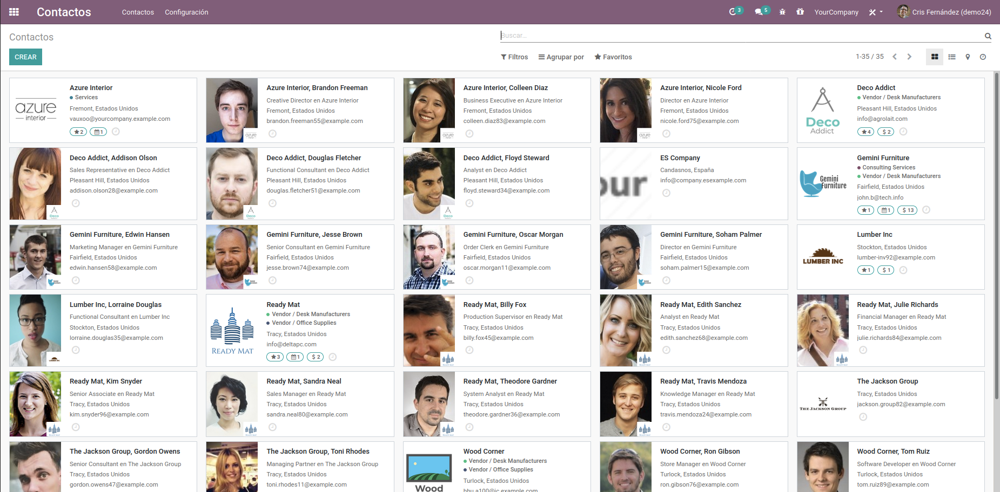 Contactos Contactos Configuración 3 5 YourCompany Cris Fernández (demo24)
Contactos
Buscar...
CREAR
Filtros Agrupar por Favoritos 1-35 / 35
azure
interior
Azure Interior
Services
Fremont, Estados Unidos
vauxoo@yourcompany.example.com
2 1
Azure Interior, Brandon Freeman
Creative Director en Azure Interior
Fremont, Estados Unidos
brandon.freeman55@example.com
azure
Azure Interior, Colleen Diaz
Business Executive en Azure Interior
Fremont, Estados Unidos
colleen.diaz83@example.com
azure
Azure Interior, Nicole Ford
Director en Azure Interior
Fremont, Estados Unidos
nicole.ford75@example.com
azure
Deco
Addict
Deco Addict
Vendor / Desk Manufacturers
Pleasant Hill, Estados Unidos
info@agrolait.com
4 $ 2
Deco Addict, Addison Olson
Sales Representative en Deco Addict
Pleasant Hill, Estados Unidos
addison.olson28@example.com
Deco
Deco Addict, Douglas Fletcher
Functional Consultant en Deco Addict
Pleasant Hill, Estados Unidos
douglas.fletcher51@example.com
Deco
Deco Addict, Floyd Steward
Analyst en Deco Addict
Pleasant Hill, Estados Unidos
floyd.steward34@example.com
Deco
our
ES Company
Candasnos, España
info@company.esexample.com
Gemini
Furniture
Gemini Furniture
Consulting Services
Vendor / Desk Manufacturers
Fairfield, Estados Unidos
john.b@tech.info
1 1 $ 13
Gemini Furniture, Edwin Hansen
Marketing Manager en Gemini Furniture
Fairfield, Estados Unidos
edwin.hansen58@example.com
Gemini Furniture, Jesse Brown
Senior Consultant en Gemini Furniture
Fairfield, Estados Unidos
jesse.brown74@example.com
Gemini Furniture, Oscar Morgan
Order Clerk en Gemini Furniture
Fairfield, Estados Unidos
oscar.morgan11@example.com
Gemini Furniture, Soham Palmer
Director en Gemini Furniture
Fairfield, Estados Unidos
soham.palmer15@example.com
LUMBER INC
Lumber Inc
Stockton, Estados Unidos
lumber-inv92@example.com
1 $ 1
Lumber Inc, Lorraine Douglas
Functional Consultant en Lumber Inc
Stockton, Estados Unidos
lorraine.douglas35@example.com
LUMBER INC
READY MAT
Ready Mat
Vendor / Desk Manufacturers
Vendor / Office Supplies
Tracy, Estados Unidos
info@deltapc.com
3 1 $ 2
Ready Mat, Billy Fox
Production Supervisor en Ready Mat
Tracy, Estados Unidos
billy.fox45@example.com
Ready Mat, Edith Sanchez
Analyst en Ready Mat
Tracy, Estados Unidos
edith.sanchez68@example.com
Ready Mat, Julie Richards
Financial Manager en Ready Mat
Tracy, Estados Unidos
julie.richards84@example.com
Ready Mat, Kim Snyder
Senior Associate en Ready Mat
Tracy, Estados Unidos
kim.snyder96@example.com
Ready Mat, Sandra Neal
Sales Manager en Ready Mat
Tracy, Estados Unidos
sandra.neal80@example.com
Ready Mat, Theodore Gardner
System Analyst en Ready Mat
Tracy, Estados Unidos
theodore.gardner36@example.com
Ready Mat, Travis Mendoza
Knowledge Manager en Ready Mat
Tracy, Estados Unidos
travis.mendoza24@example.com
THE JACKSON GROUP
The Jackson Group
Tracy, Estados Unidos
jackson.group82@example.com
The Jackson Group, Gordon Owens
Senior Consultant en The Jackson Group
Tracy, Estados Unidos
gordon.owens47@example.com
The Jackson Group, Toni Rhodes
Managing Partner en The Jackson Group
Tracy, Estados Unidos
toni.rhodes11@example.com
Wood
Wood Corner
Vendor / Desk Manufacturers
Vendor / Office Supplies
Turlock, Estados Unidos
bhu.a100@ic.example.com
Wood Corner, Ron Gibson
Store Manager en Wood Corner
Turlock, Estados Unidos
ron.gibson76@example.com
Wood Corner, Tom Ruiz
Software Developer en Wood Corner
Turlock, Estados Unidos
tom.ruiz89@example.com